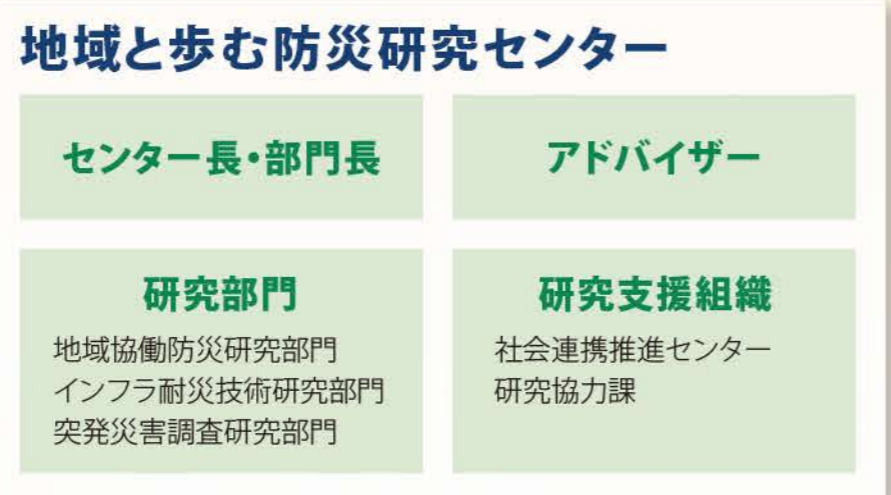 地域と歩む防災研究センター
センター長・部門長
アドバイザー
研究部門
地域協働防災研究部門
インフラ耐災技術研究部門
突発災害調査研究部門
研究支援組織
社会連携推進センター
研究協力課